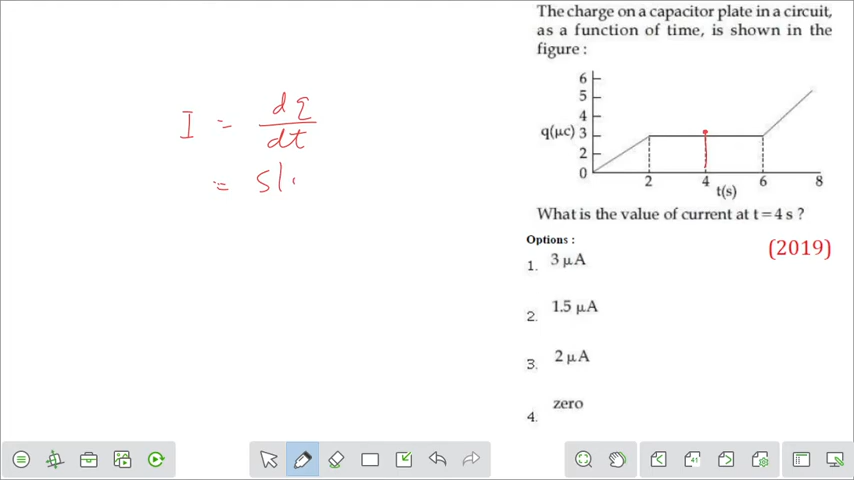 The charge on a capacitor plate in a circuit,
as a function of time, is shown in the
figure :
6
5
4
q(μc) 3
2
0
2 4 6 8
t(s)
I = dq
dt
=
What is the value of current at t = 4 s ?
(2019)
Options :
1. 3 μA
2. 1.5 μA
3. 2 μA
4. zero
41